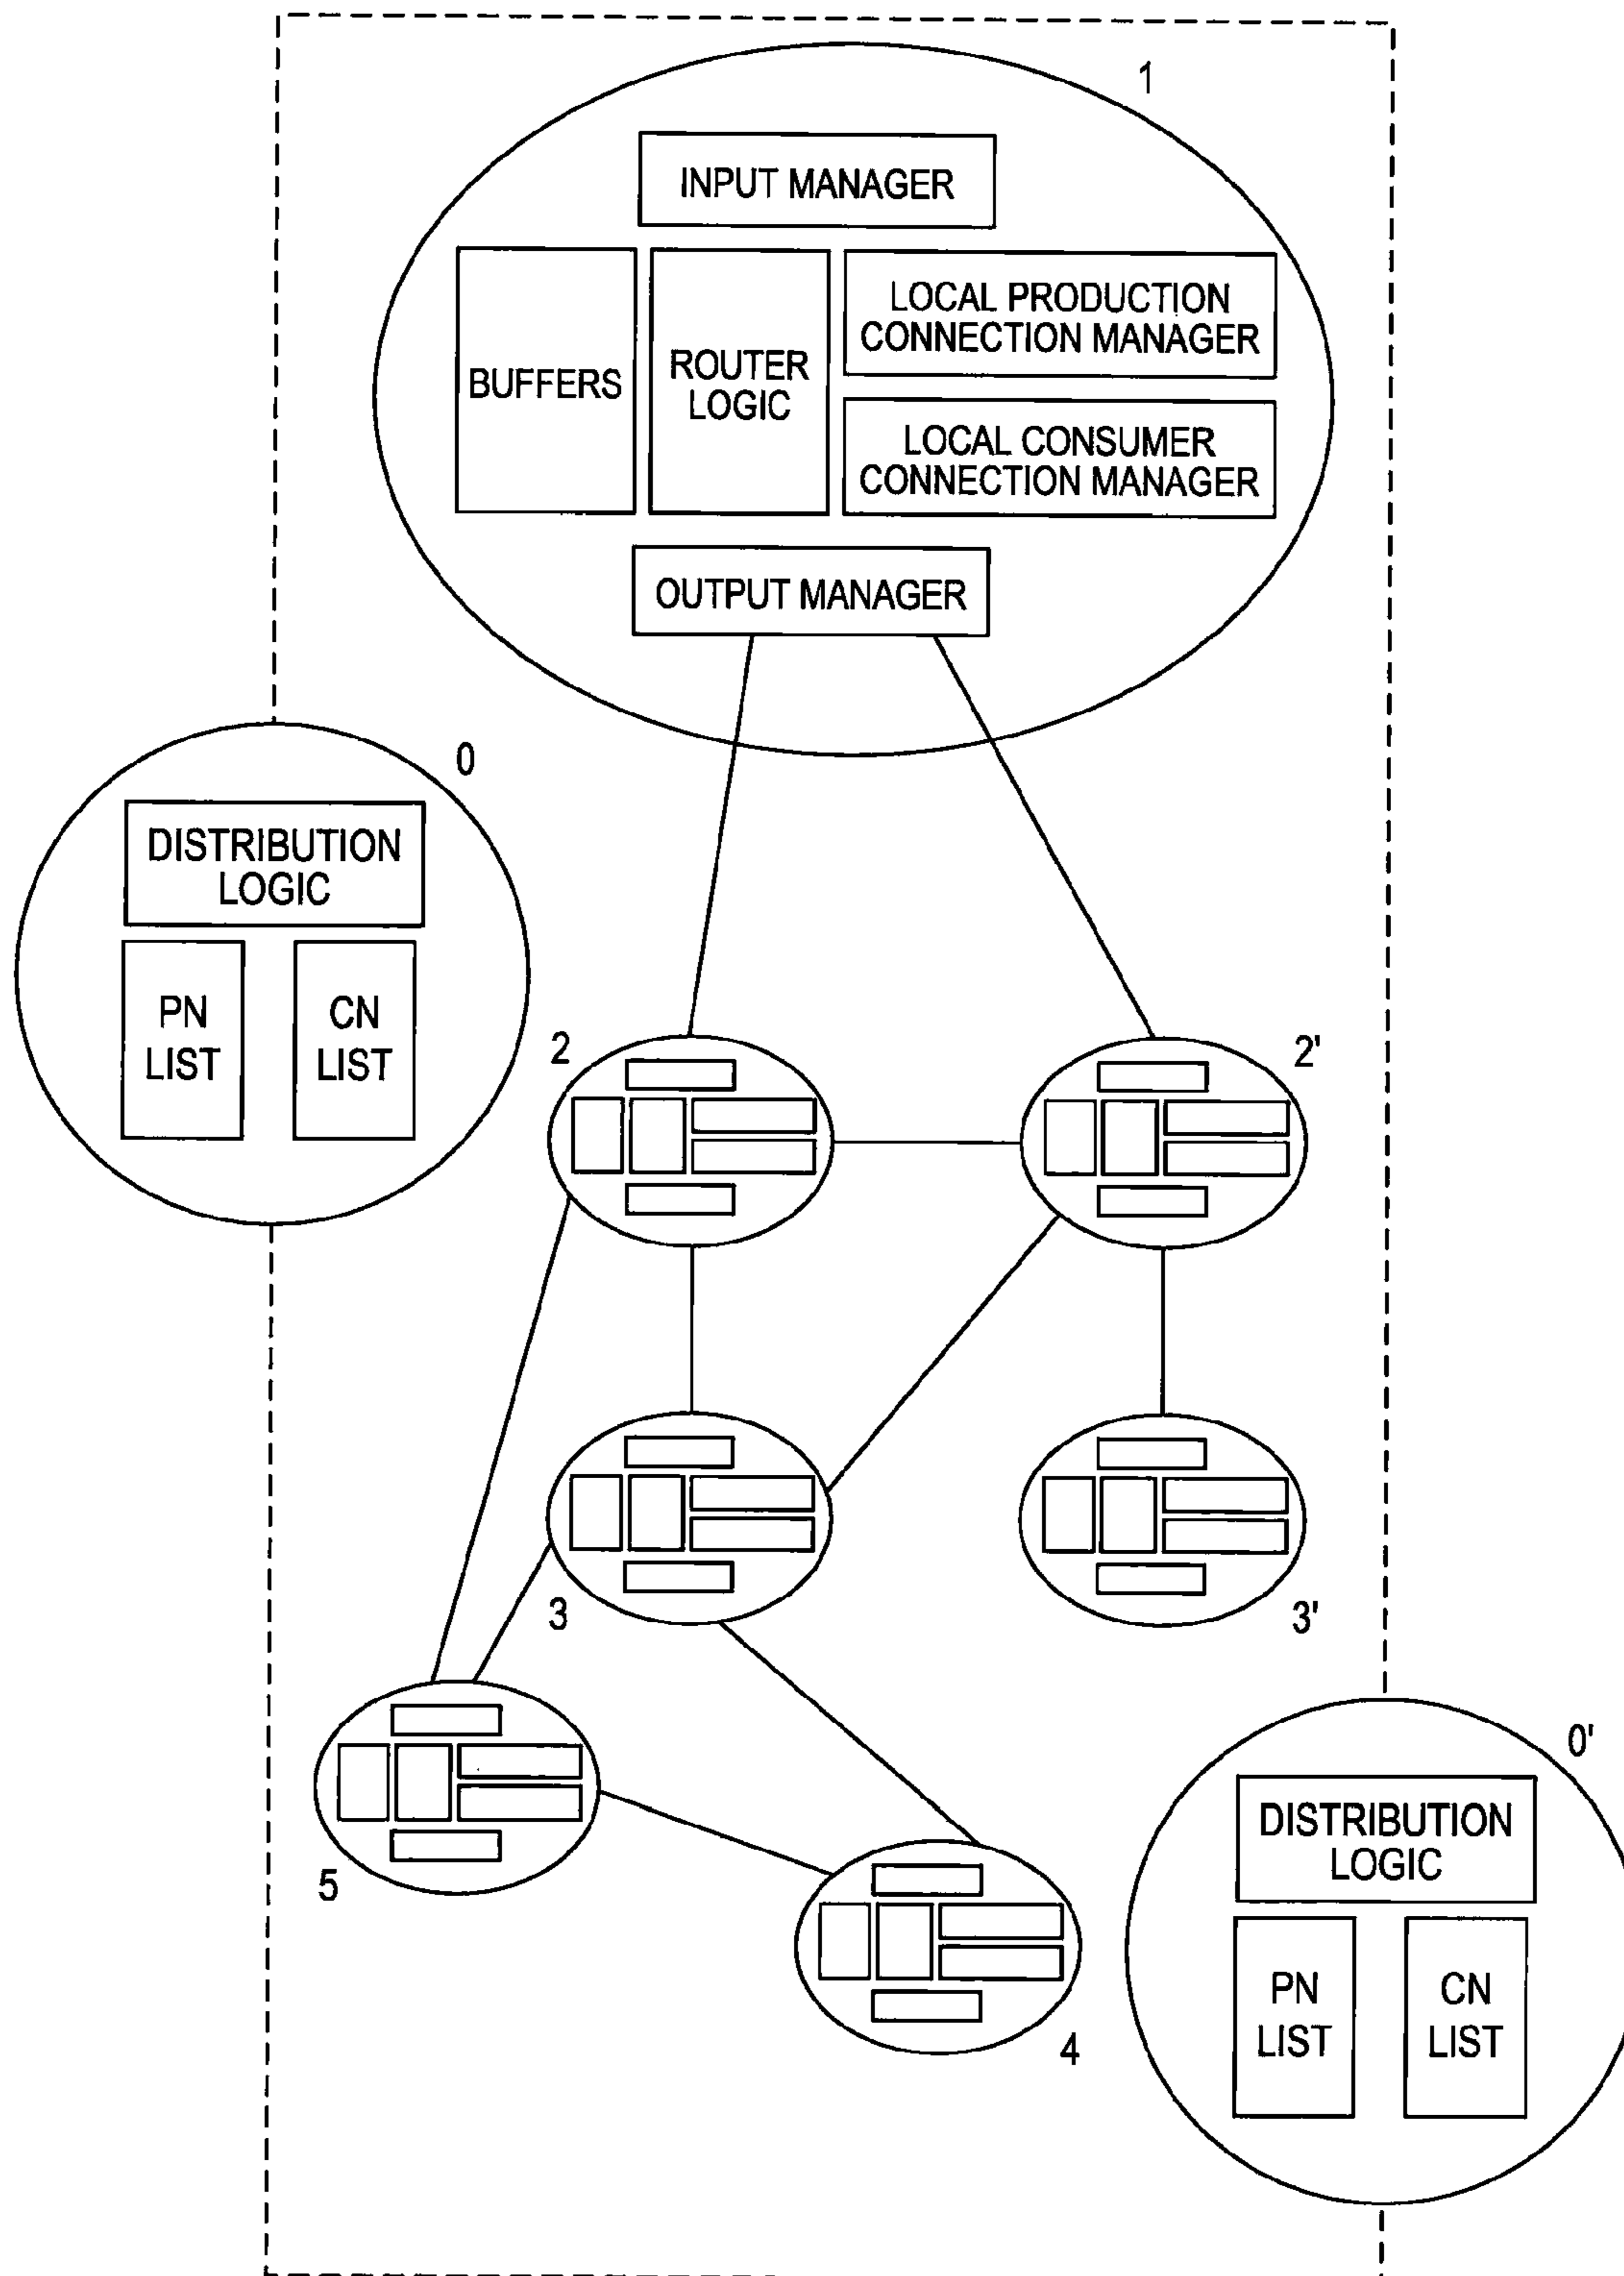 1
INPUT MANAGER
BUFFERS
ROUTER
LOGIC
LOCAL PRODUCTION
CONNECTION MANAGER
LOCAL CONSUMER
CONNECTION MANAGER
OUTPUT MANAGER
0
DISTRIBUTION
LOGIC
PN
LIST
CN
LIST
2
2'
3
3'
5
4
0'
DISTRIBUTION
LOGIC
PN
LIST
CN
LIST